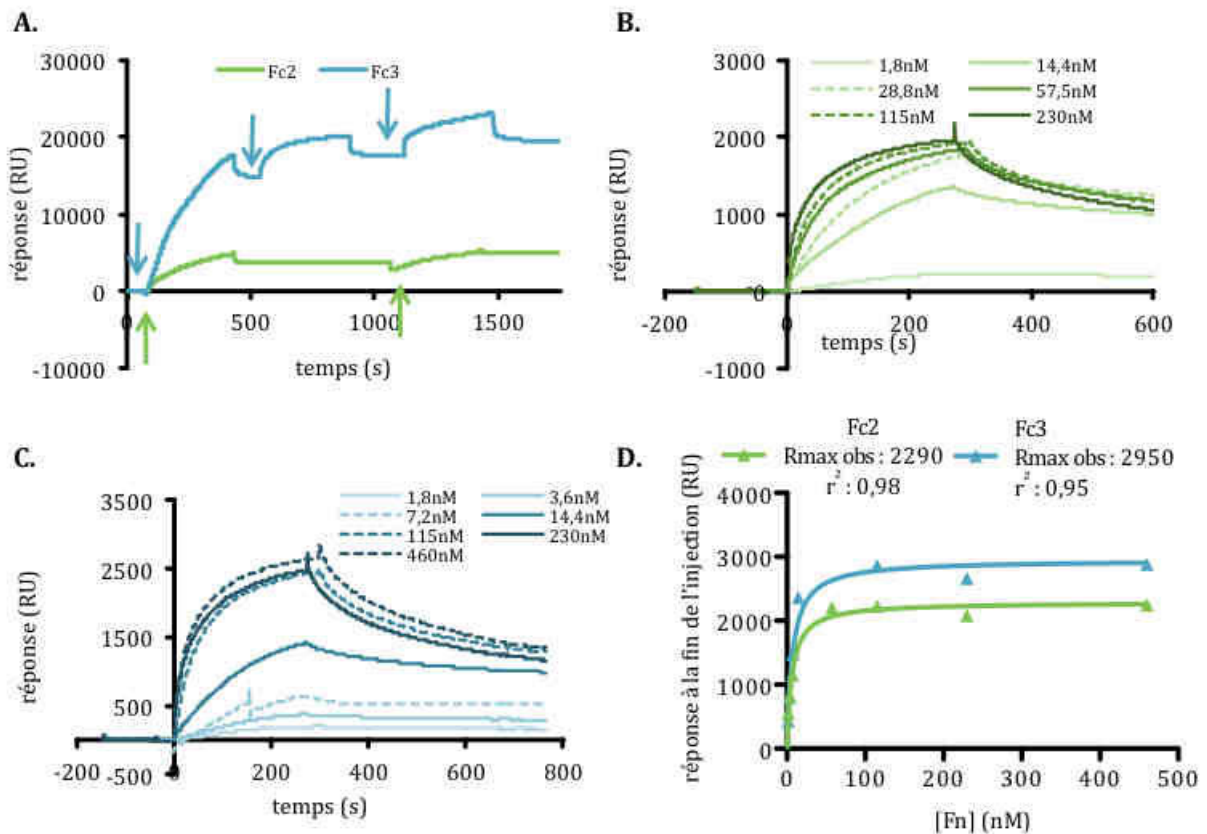 A.
30000
20000
10000
0
-10000
0
500
1000
1500
réponse (RU)
temps (s)
Fc2
Fc3
B.
3000
2000
1000
0
-1000
-200
0
200
400
600
réponse (RU)
temps (s)
1,8nM
14,4nM
28,8nM
57,5nM
115nM
230nM
C.
3500
2500
1500
500
-500
-200
0
200
400
600
800
réponse (RU)
temps (s)
1,8nM
3,6nM
7,2nM
14,4nM
115nM
230nM
460nM
D.
Fc2
Fc3
Rmax obs : 2290
Rmax obs : 2950
r² : 0,98
r² : 0,95
4000
3000
2000
1000
0
0
100
200
300
400
500
réponse à la fin de l'injection (RU)
[Fn] (nM)